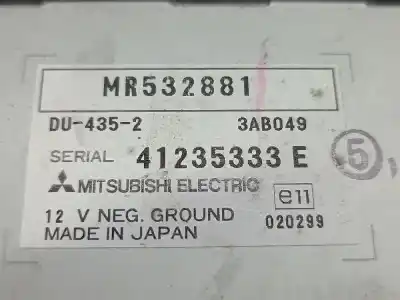 MR532881
DU-435-2 3AB049
SERIAL 41235333 E
5
MITSUBISHI ELECTRIC
e11
12 V NEG. GROUND 020299
MADE IN JAPAN